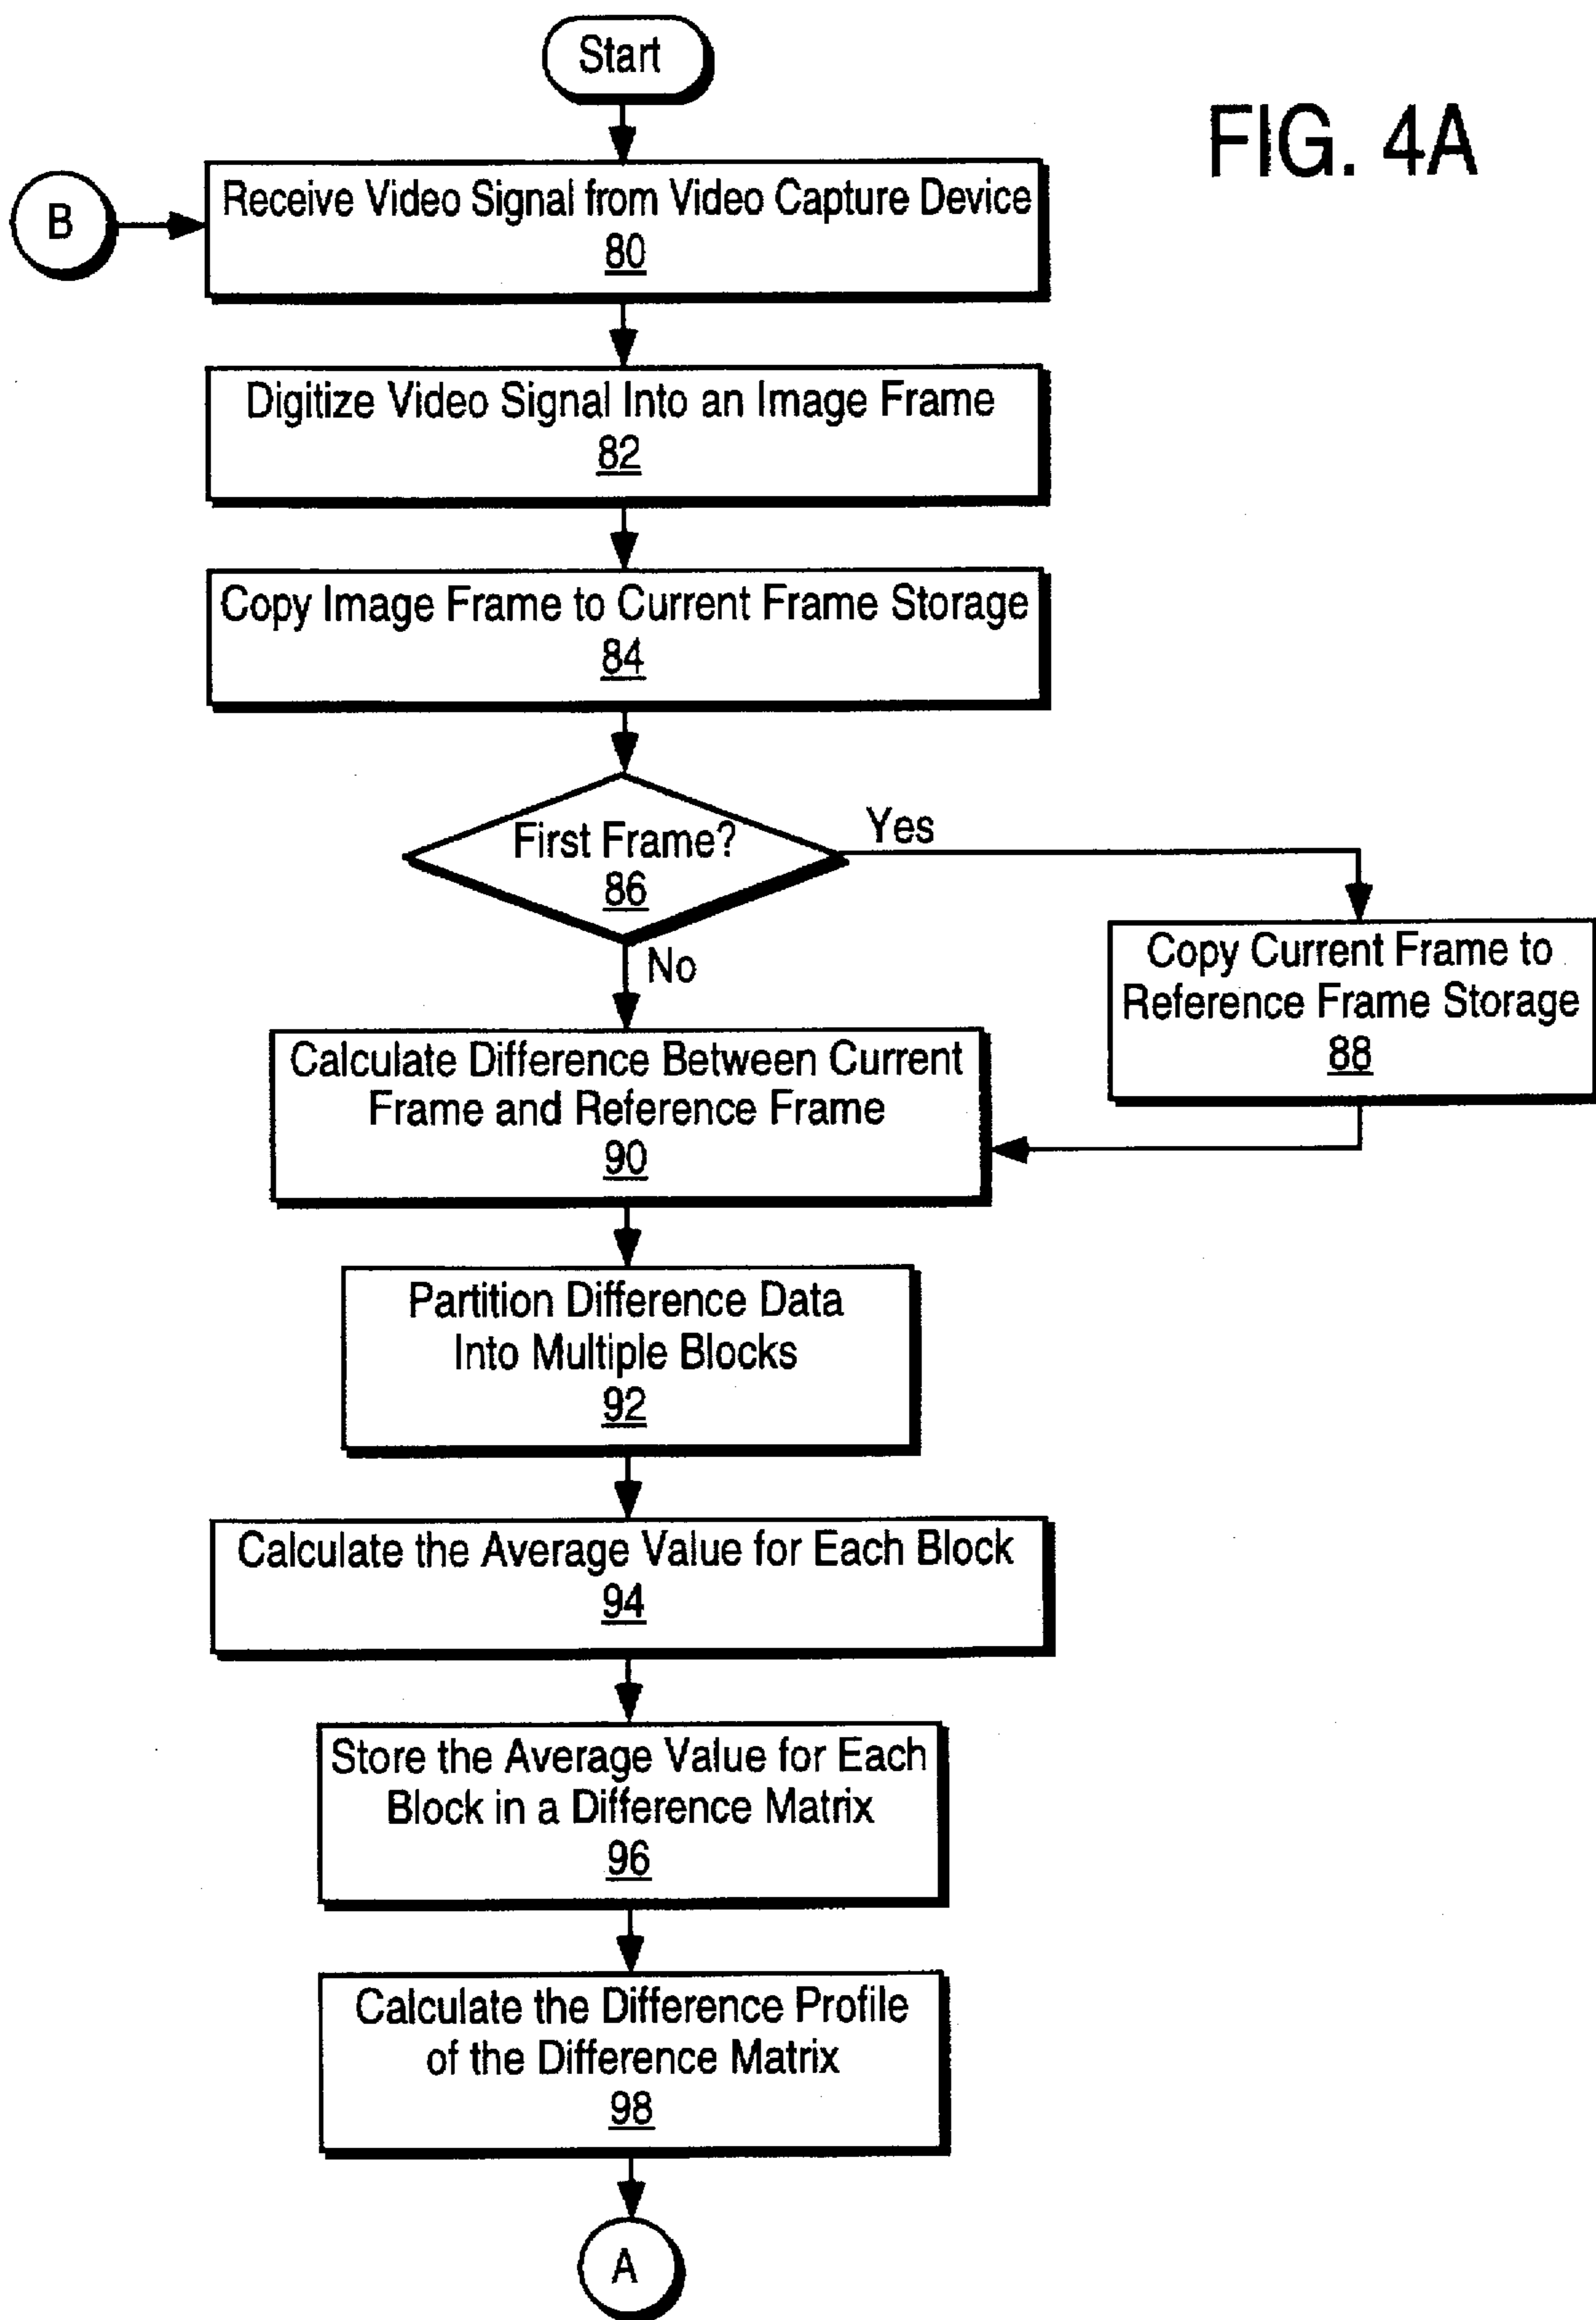 Start
FIG. 4A
B
Receive Video Signal from Video Capture Device
80
Digitize Video Signal Into an Image Frame
82
Copy Image Frame to Current Frame Storage
84
First Frame?
86
Yes
No
Copy Current Frame to
Reference Frame Storage
88
Calculate Difference Between Current
Frame and Reference Frame
90
Partition Difference Data
Into Multiple Blocks
92
Calculate the Average Value for Each Block
94
Store the Average Value for Each
Block in a Difference Matrix
96
Calculate the Difference Profile
of the Difference Matrix
98
A